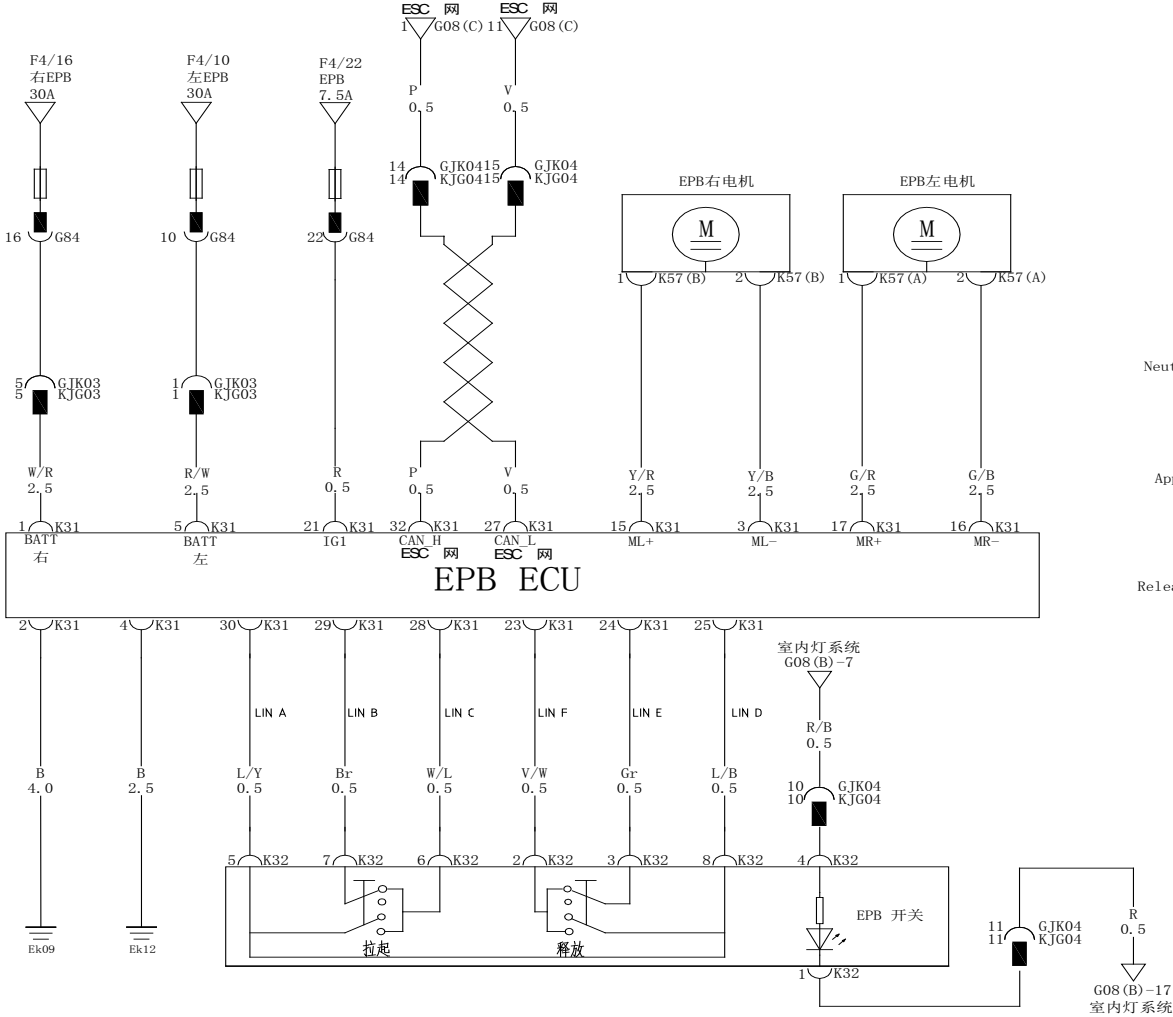 ESC 网 ESC 网
1 G08(C) 11 G08(C)
F4/16 F4/10 F4/22
右EPB 左EPB EPB
30A 30A 7.5A
P V
0.5 0.5
14 GJK04 15 GJK04
14 KJG04 15 KJG04
EPB右电机 EPB左电机
M M
16 G84 10 G84 22 G84
1 K57(B) 2 K57(B) 1 K57(A) 2 K57(A)
Neut
5 GJK03 1 GJK03
5 KJG03 1 KJG03
W/R R/W R P V Y/R Y/B G/R G/B
2.5 2.5 0.5 0.5 0.5 2.5 2.5 2.5 2.5
App
1 K31 5 K31 21 K31 32 K31 27 K31 15 K31 3 K31 17 K31 16 K31
BATT BATT IG1 CAN_H CAN_L ML+ ML- MR+ MR-
右 左 ESC 网 ESC 网
EPB ECU
Relea
2 K31 4 K31 30 K31 29 K31 28 K31 23 K31 24 K31 25 K31
室内灯系统
G08(B)-7
LIN A LIN B LIN C LIN F LIN E LIN D
R/B
0.5
B B L/Y Br W/L V/W Gr L/B
4.0 2.5 0.5 0.5 0.5 0.5 0.5 0.5
10 GJK04
10 KJG04
5 K32 7 K32 6 K32 2 K32 3 K32 8 K32 4 K32
EPB 开关
R
0.5
11 GJK04
11 KJG04
Ek09 Ek12 拉起 释放
1 K32
G08(B)-17
室内灯系统